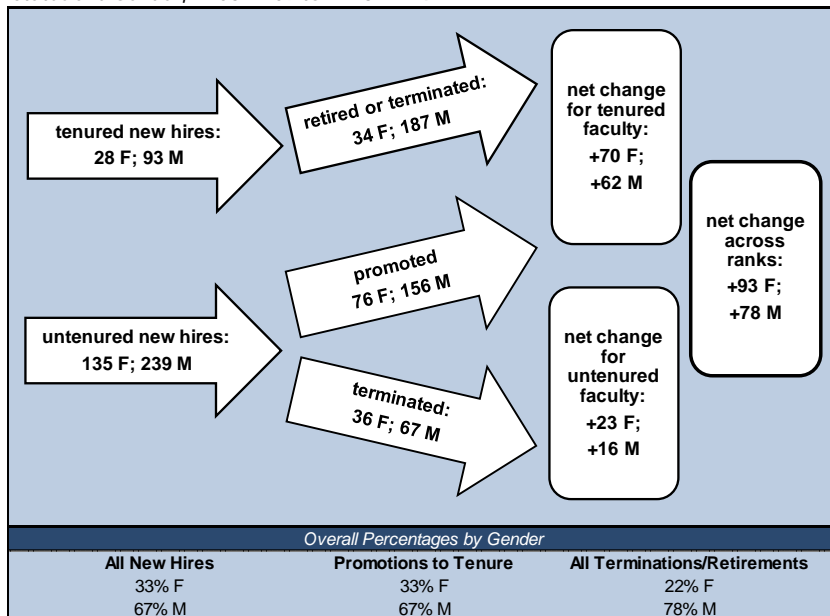 tenured new hires:
28 F; 93 M
retired or terminated:
34 F; 187 M
net change
for tenured
faculty:
+70 F;
+62 M
untenured new hires:
135 F; 239 M
promoted
76 F; 156 M
terminated:
36 F; 67 M
net change
for
untenured
faculty:
+23 F;
+16 M
net change
across
ranks:
+93 F;
+78 M
Overall Percentages by Gender
All New Hires
33% F
67% M
Promotions to Tenure
33% F
67% M
All Terminations/Retirements
22% F
78% M